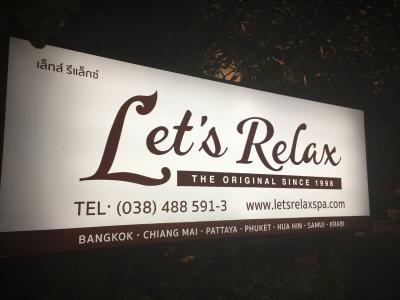 เล็ทส์ รีแล็กซ์
Let's Relax
THE ORIGINAL SINCE 1998
TEL· (038) 488 591-3 www.letsrelaxspa.com
BANGKOK · CHIANG MAI · PATTAYA · PHUKET · HUA HIN · SAMUI · KRABI